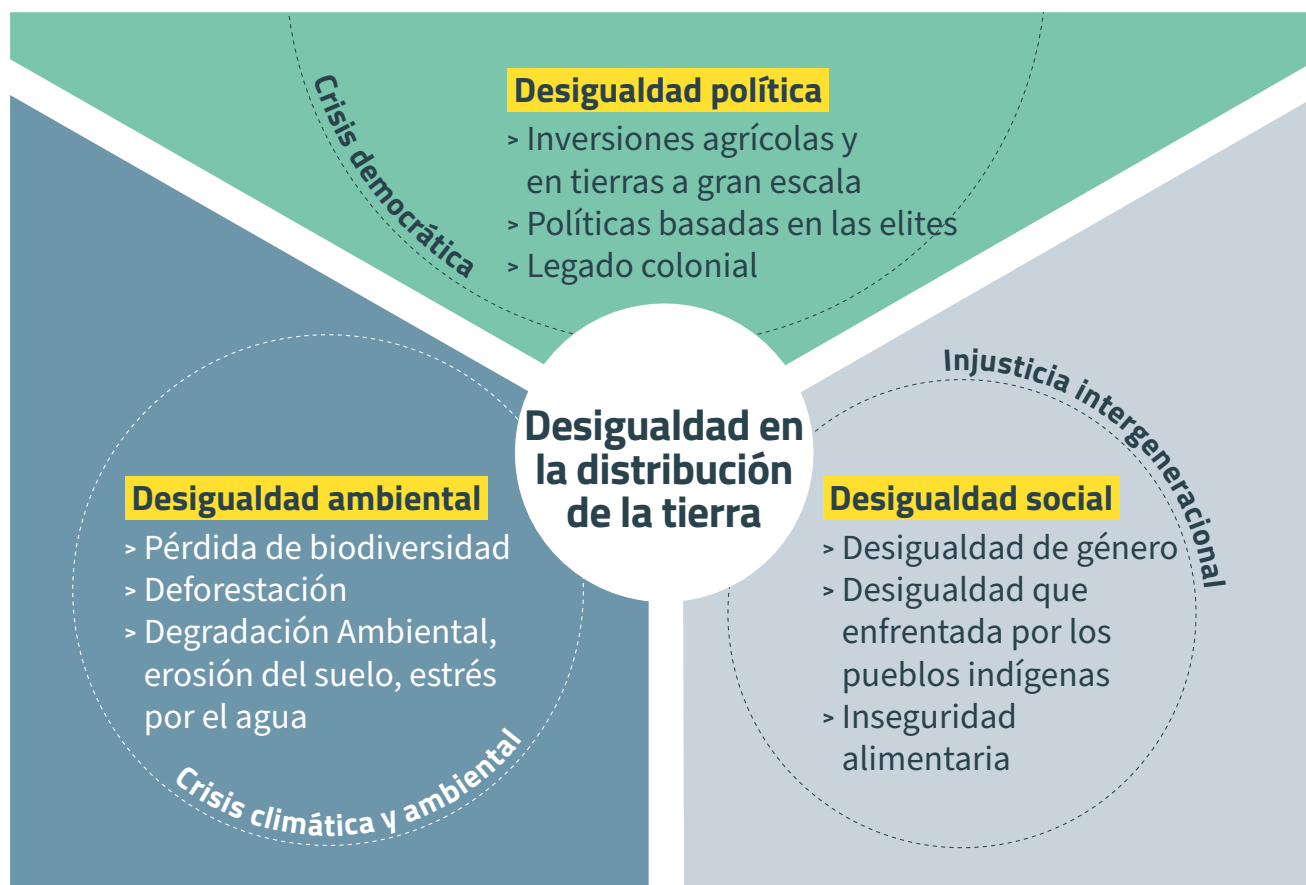 Crisis democrática
Desigualdad política
> Inversiones agrícolas y
en tierras a gran escala
> Políticas basadas en las elites
> Legado colonial
Desigualdad en
la distribución
de la tierra
Desigualdad ambiental
> Pérdida de biodiversidad
> Deforestación
> Degradación Ambiental,
erosión del suelo, estrés
por el agua
Crisis climática y ambiental
Injusticia intergeneracional
Desigualdad social
> Desigualdad de género
> Desigualdad que
enfrentada por los
pueblos indígenas
> Inseguridad
alimentaria